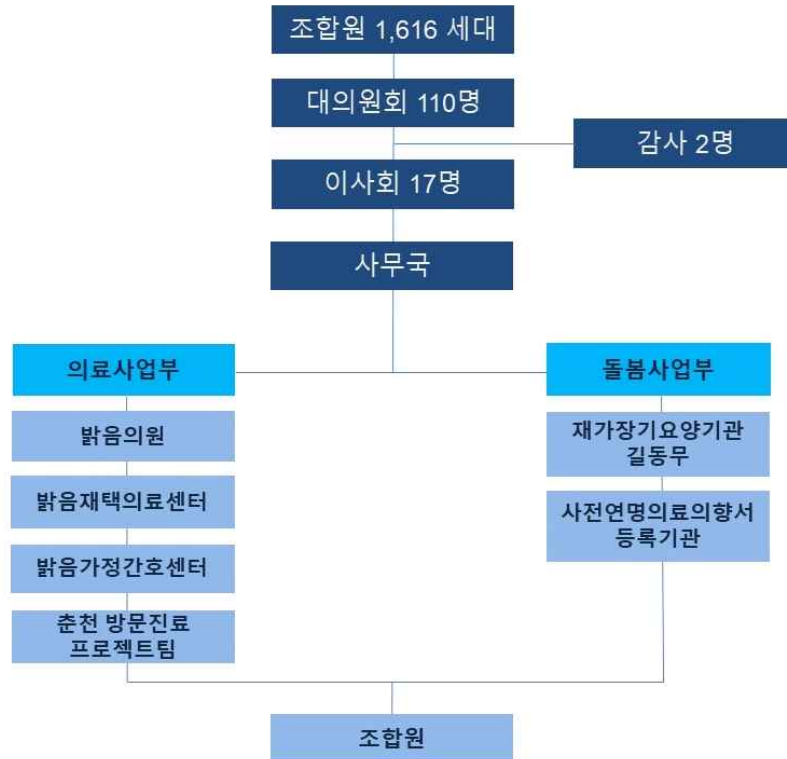 조합원 1,616 세대
대의원회 110명
감사 2명
이사회 17명
사무국
의료사업부
돌봄사업부
밝음의원
재가장기요양기관
길동무
밝음재택의료센터
사전연명의료의향서
등록기관
밝음가정간호센터
춘천 방문진료
프로젝트팀
조합원